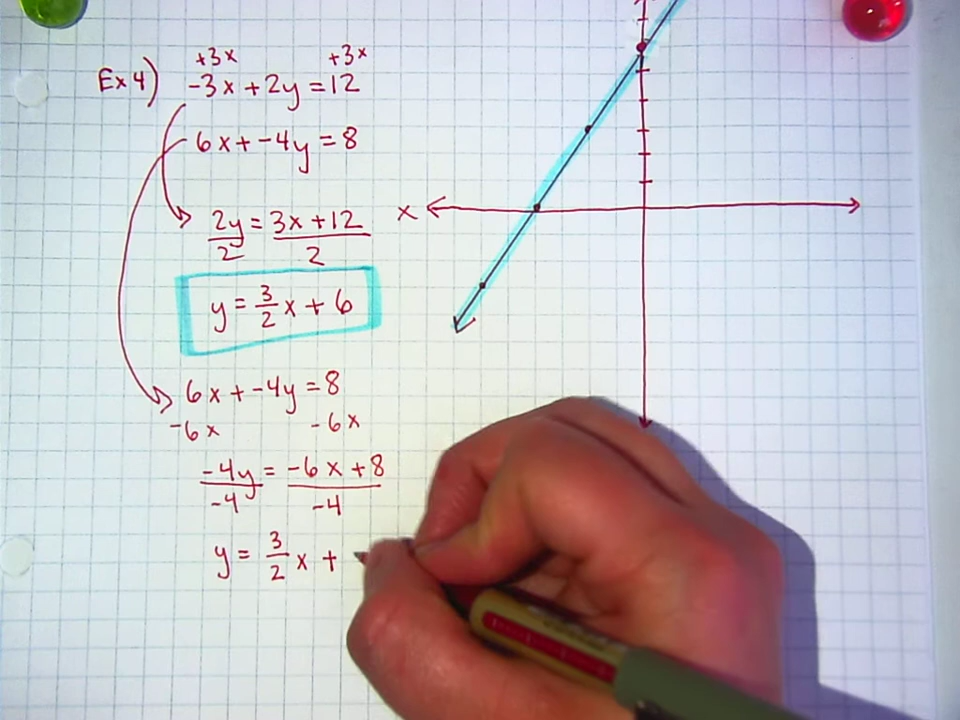 +3x +3x
Ex 4) -3x + 2y = 12
6x + -4y = 8
2y = 3x + 12
2 2
y = 3/2 x + 6
x
6x + -4y = 8
-6x -6x
-4y = -6x + 8
-4 -4
y = 3/2 x +